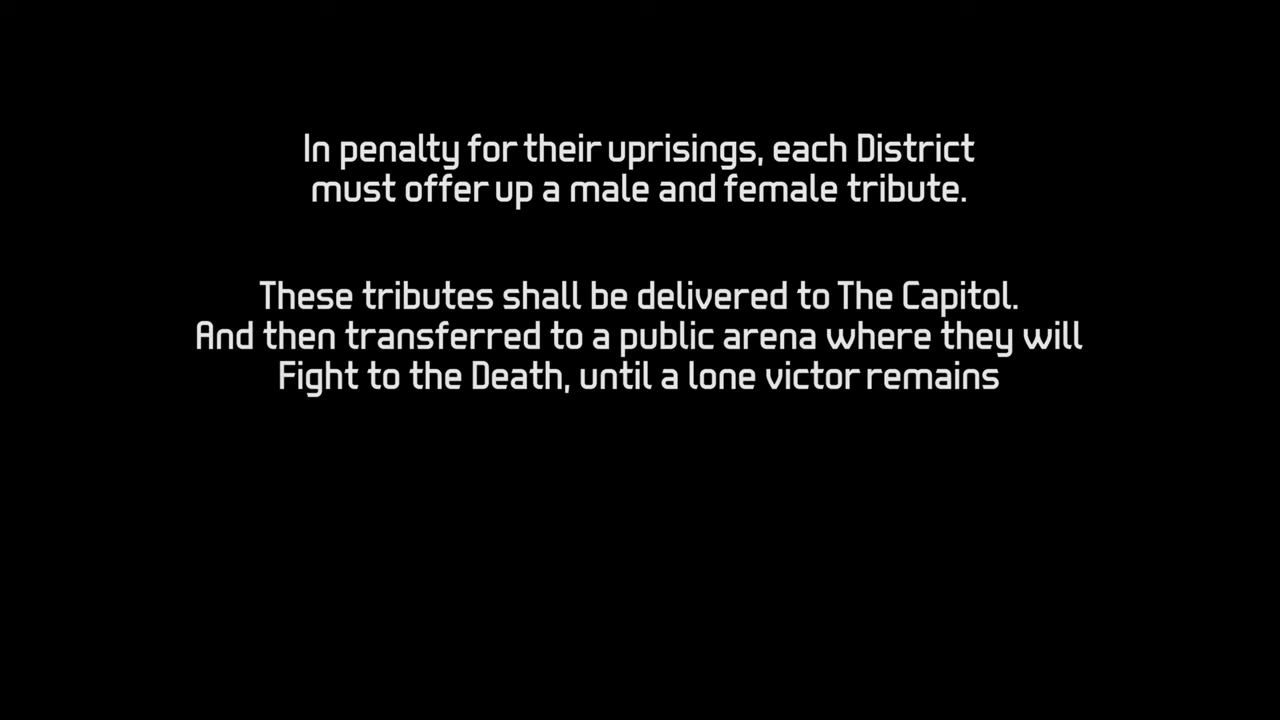 In penalty for their uprisings, each District
must offer up a male and female tribute.
These tributes shall be delivered to The Capitol.
And then transferred to a public arena where they will
Fight to the Death, until a lone victor remains